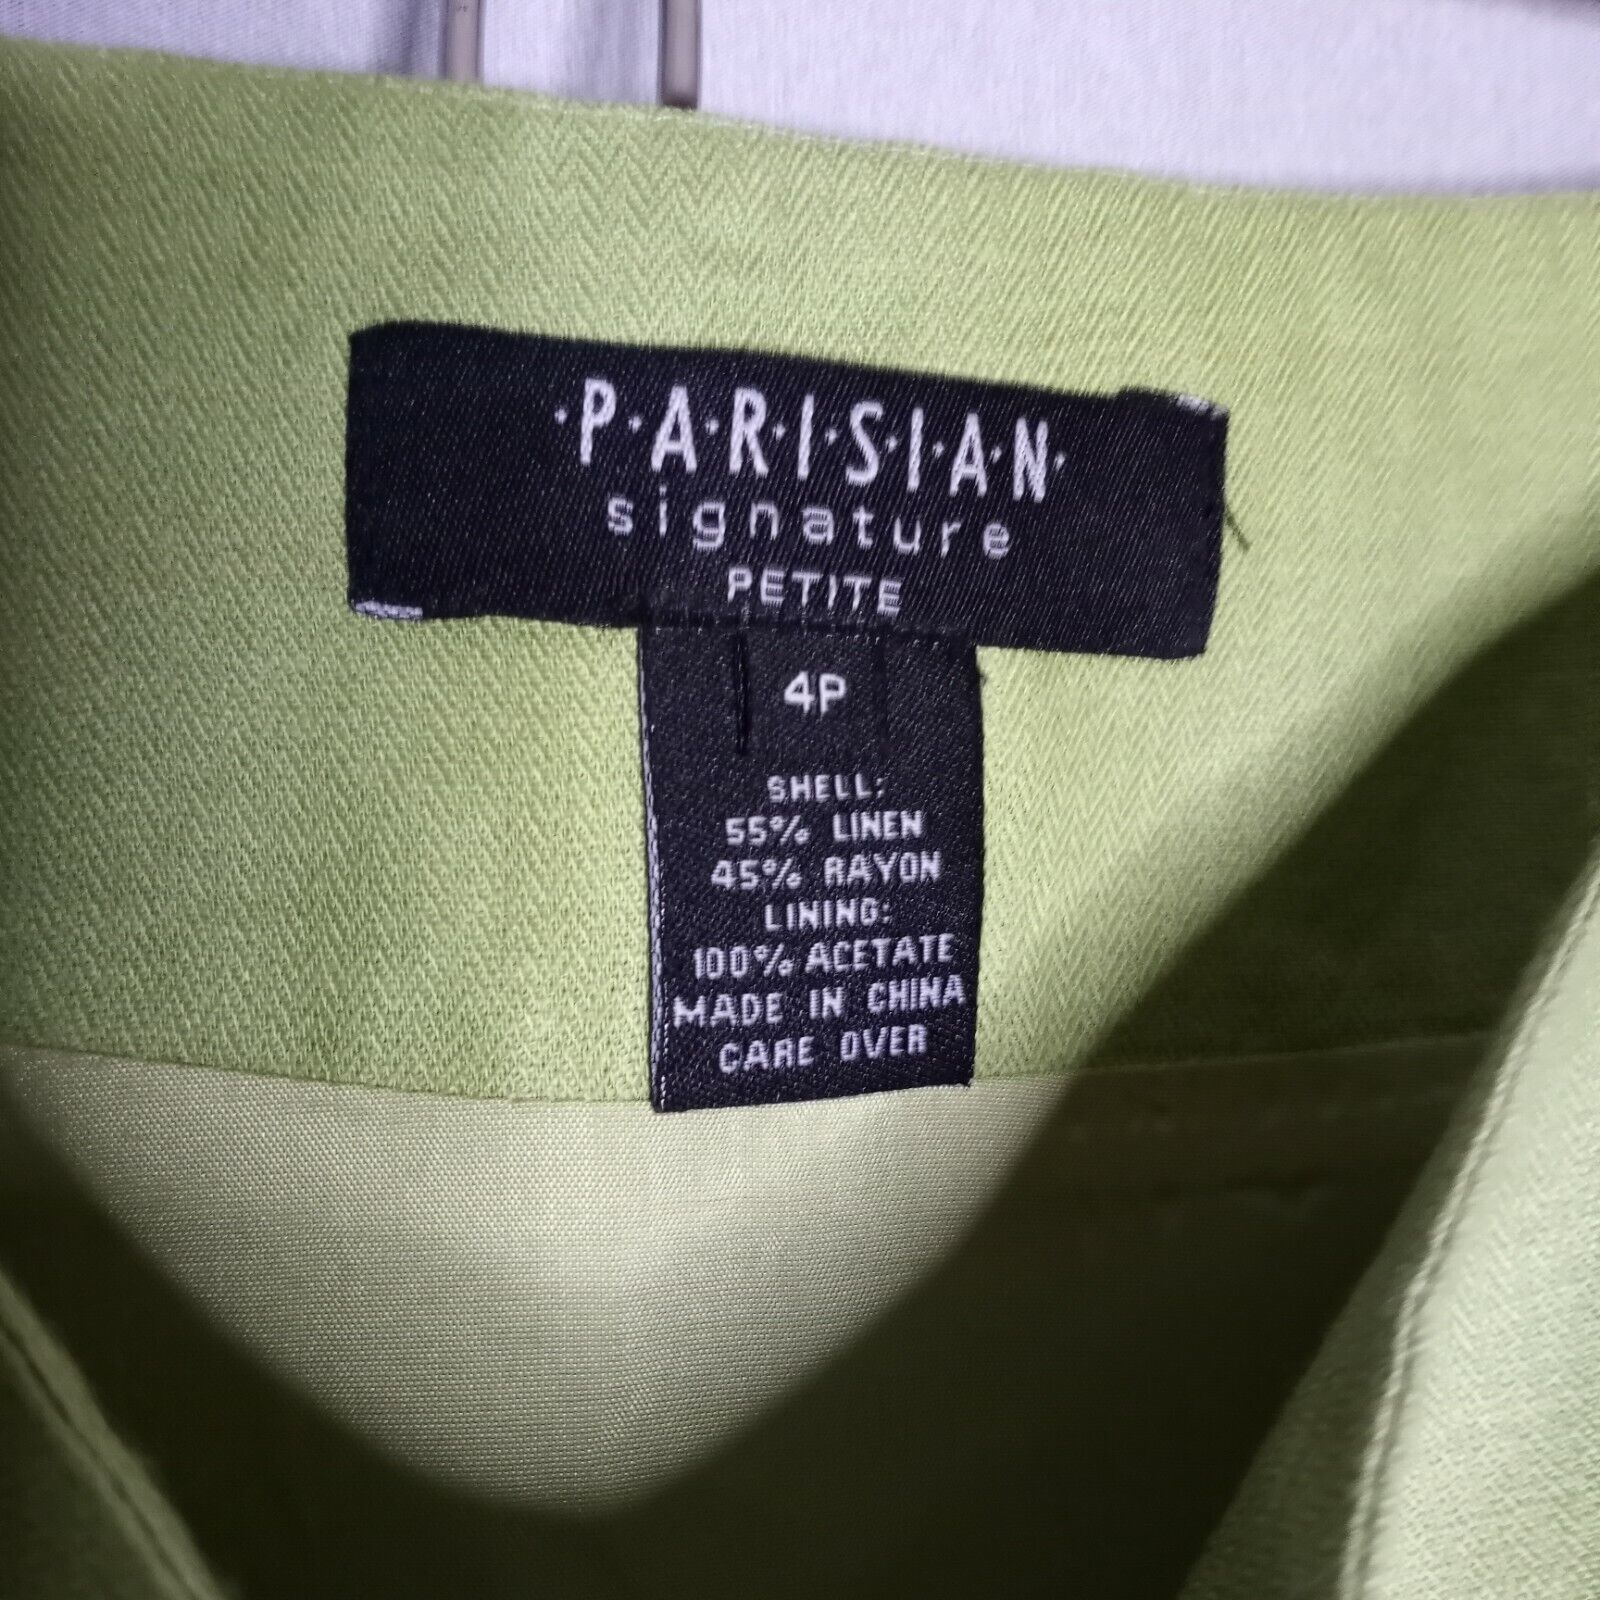 ·P·A·R·I·S·I·A·N·
signature
PETITE
4P
SHELL:
55% LINEN
45% RAYON
LINING:
100% ACETATE
MADE IN CHINA
CARE OVER